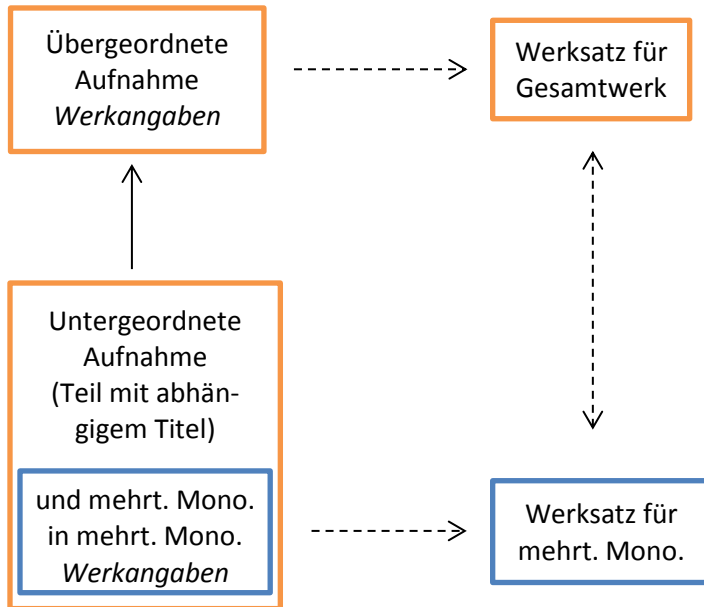 Übergeordnete
Aufnahme
Werkangaben
Werksatz für
Gesamtwerk
Untergeordnete
Aufnahme
(Teil mit abhän-
gigem Titel)
und mehrt. Mono.
in mehrt. Mono.
Werkangaben
Werksatz für
mehrt. Mono.